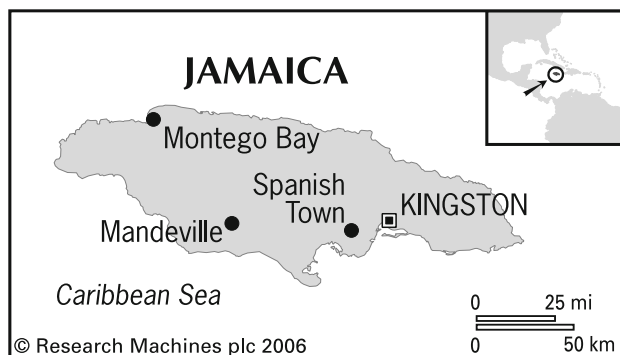 JAMAICA
Montego Bay
Spanish
Town
KINGSTON
Mandeville
Caribbean Sea
0 25 mi
0 50 km
© Research Machines plc 2006